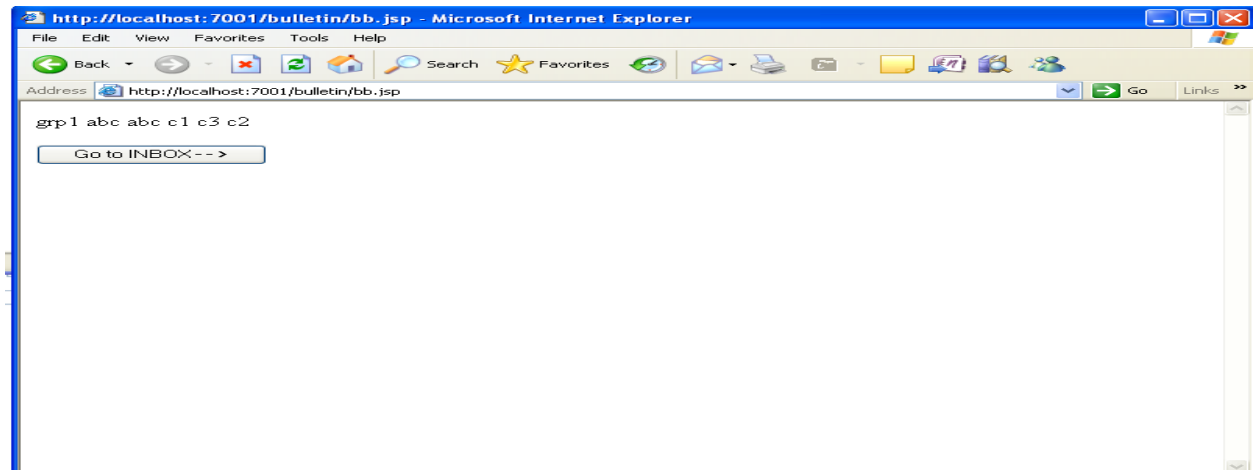 http://localhost:7001/bulletin/bb.jsp - Microsoft Internet Explorer
File Edit View Favorites Tools Help
Back Search Favorites
Address http://localhost:7001/bulletin/bb.jsp Go Links »
grp1 abc abc c1 c3 c2
Go to INBOX-->